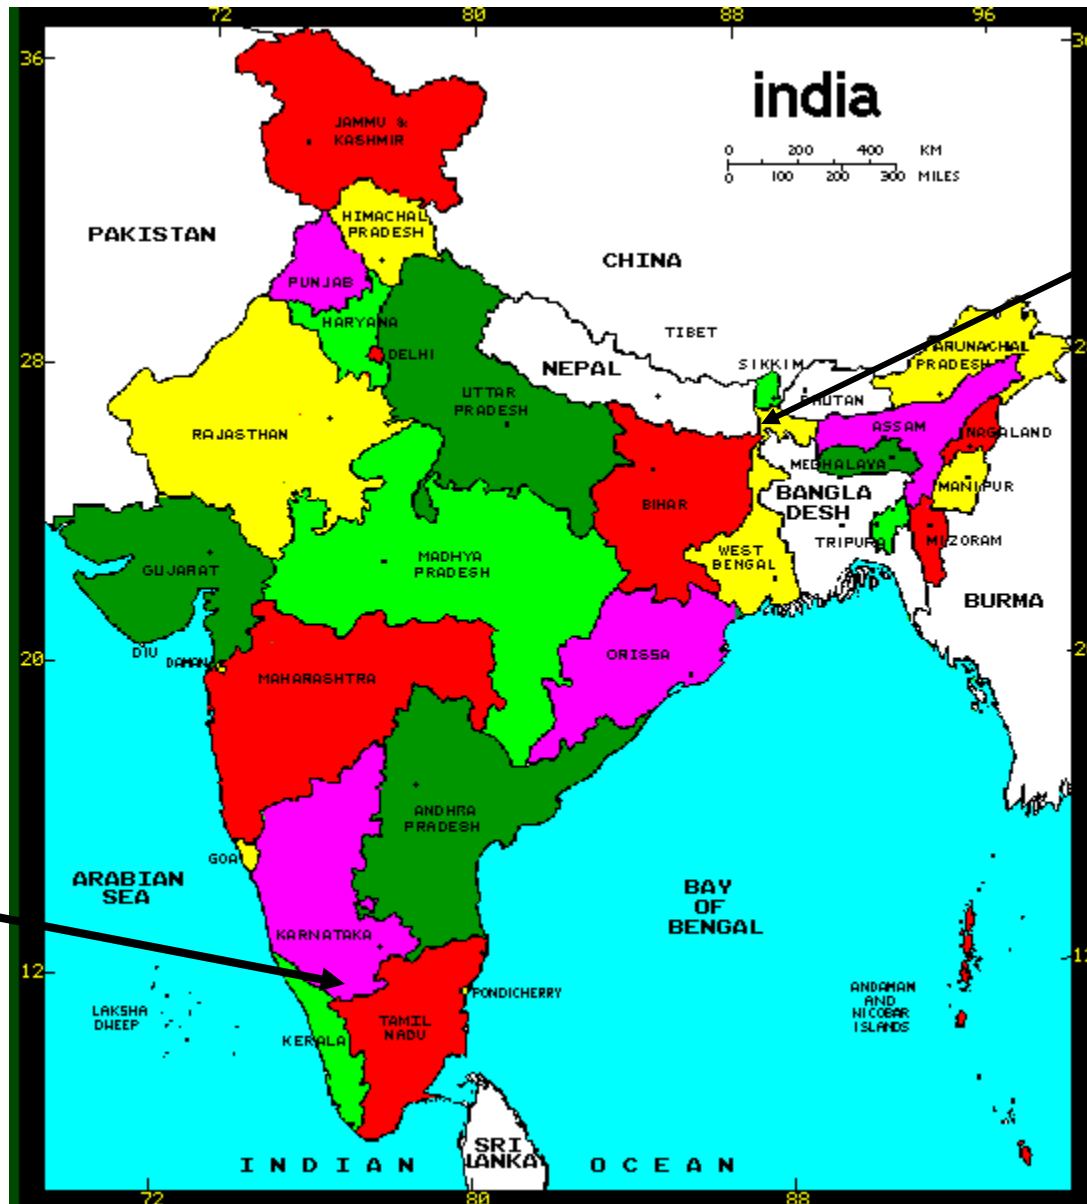 72 80 88 96
36 36
india
0 200 400 KM
0 100 200 300 MILES
JAMMU &
KASHMIR
HIMACHAL
PRADESH
PAKISTAN
CHINA
PUNJAB
HARYANA
TIBET
DELHI
NEPAL
SIKKIM
ARUNACHAL
PRADESH
28 28
BHUTAN
UTTAR
PRADESH
RAJASTHAN
ASSAM
NAGALAND
MEGHALAYA
MANIPUR
BANGLA
DESH
BIHAR
TRIPURA
MIZORAM
WEST
BENGAL
MADHYA
PRADESH
GUJARAT
BURMA
DIU
DAMAN
20 20
ORISSA
MAHARASHTRA
ANDHRA
PRADESH
GOA
ARABIAN
SEA
BAY
OF
BENGAL
KARNATAKA
12 12
PONDICHERRY
LAKSHA
DWEEP
ANDAMAN
AND
NICOBAR
ISLANDS
TAMIL
NADU
KERALA
SRI
LANKA
INDIAN OCEAN
72 80 88